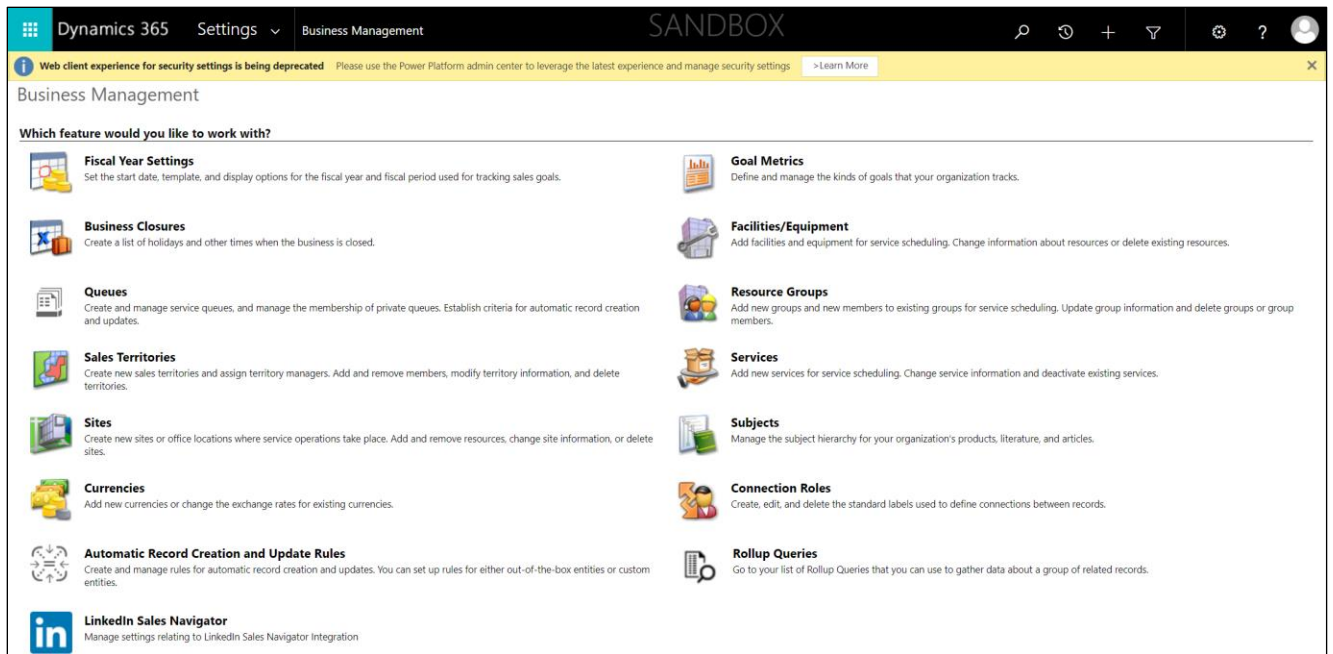 Dynamics 365 Settings Business Management SANDBOX ?
Web client experience for security settings is being deprecated Please use the Power Platform admin center to leverage the latest experience and manage security settings >Learn More
Business Management
Which feature would you like to work with?
Fiscal Year Settings
Set the start date, template, and display options for the fiscal year and fiscal period used for tracking sales goals.
Goal Metrics
Define and manage the kinds of goals that your organization tracks.
Business Closures
Create a list of holidays and other times when the business is closed.
Facilities/Equipment
Add facilities and equipment for service scheduling. Change information about resources or delete existing resources.
Queues
Create and manage service queues, and manage the membership of private queues. Establish criteria for automatic record creation
and updates.
Resource Groups
Add new groups and new members to existing groups for service scheduling. Update group information and delete groups or group
members.
Sales Territories
Create new sales territories and assign territory managers. Add and remove members, modify territory information, and delete
territories.
Services
Add new services for service scheduling. Change service information and deactivate existing services.
Sites
Create new sites or office locations where service operations take place. Add and remove resources, change site information, or delete
sites.
Subjects
Manage the subject hierarchy for your organization's products, literature, and articles.
Currencies
Add new currencies or change the exchange rates for existing currencies.
Connection Roles
Create, edit, and delete the standard labels used to define connections between records.
Automatic Record Creation and Update Rules
Create and manage rules for automatic record creation and updates. You can set up rules for either out-of-the-box entities or custom
entities.
Rollup Queries
Go to your list of Rollup Queries that you can use to gather data about a group of related records.
in
LinkedIn Sales Navigator
Manage settings relating to LinkedIn Sales Navigator Integration